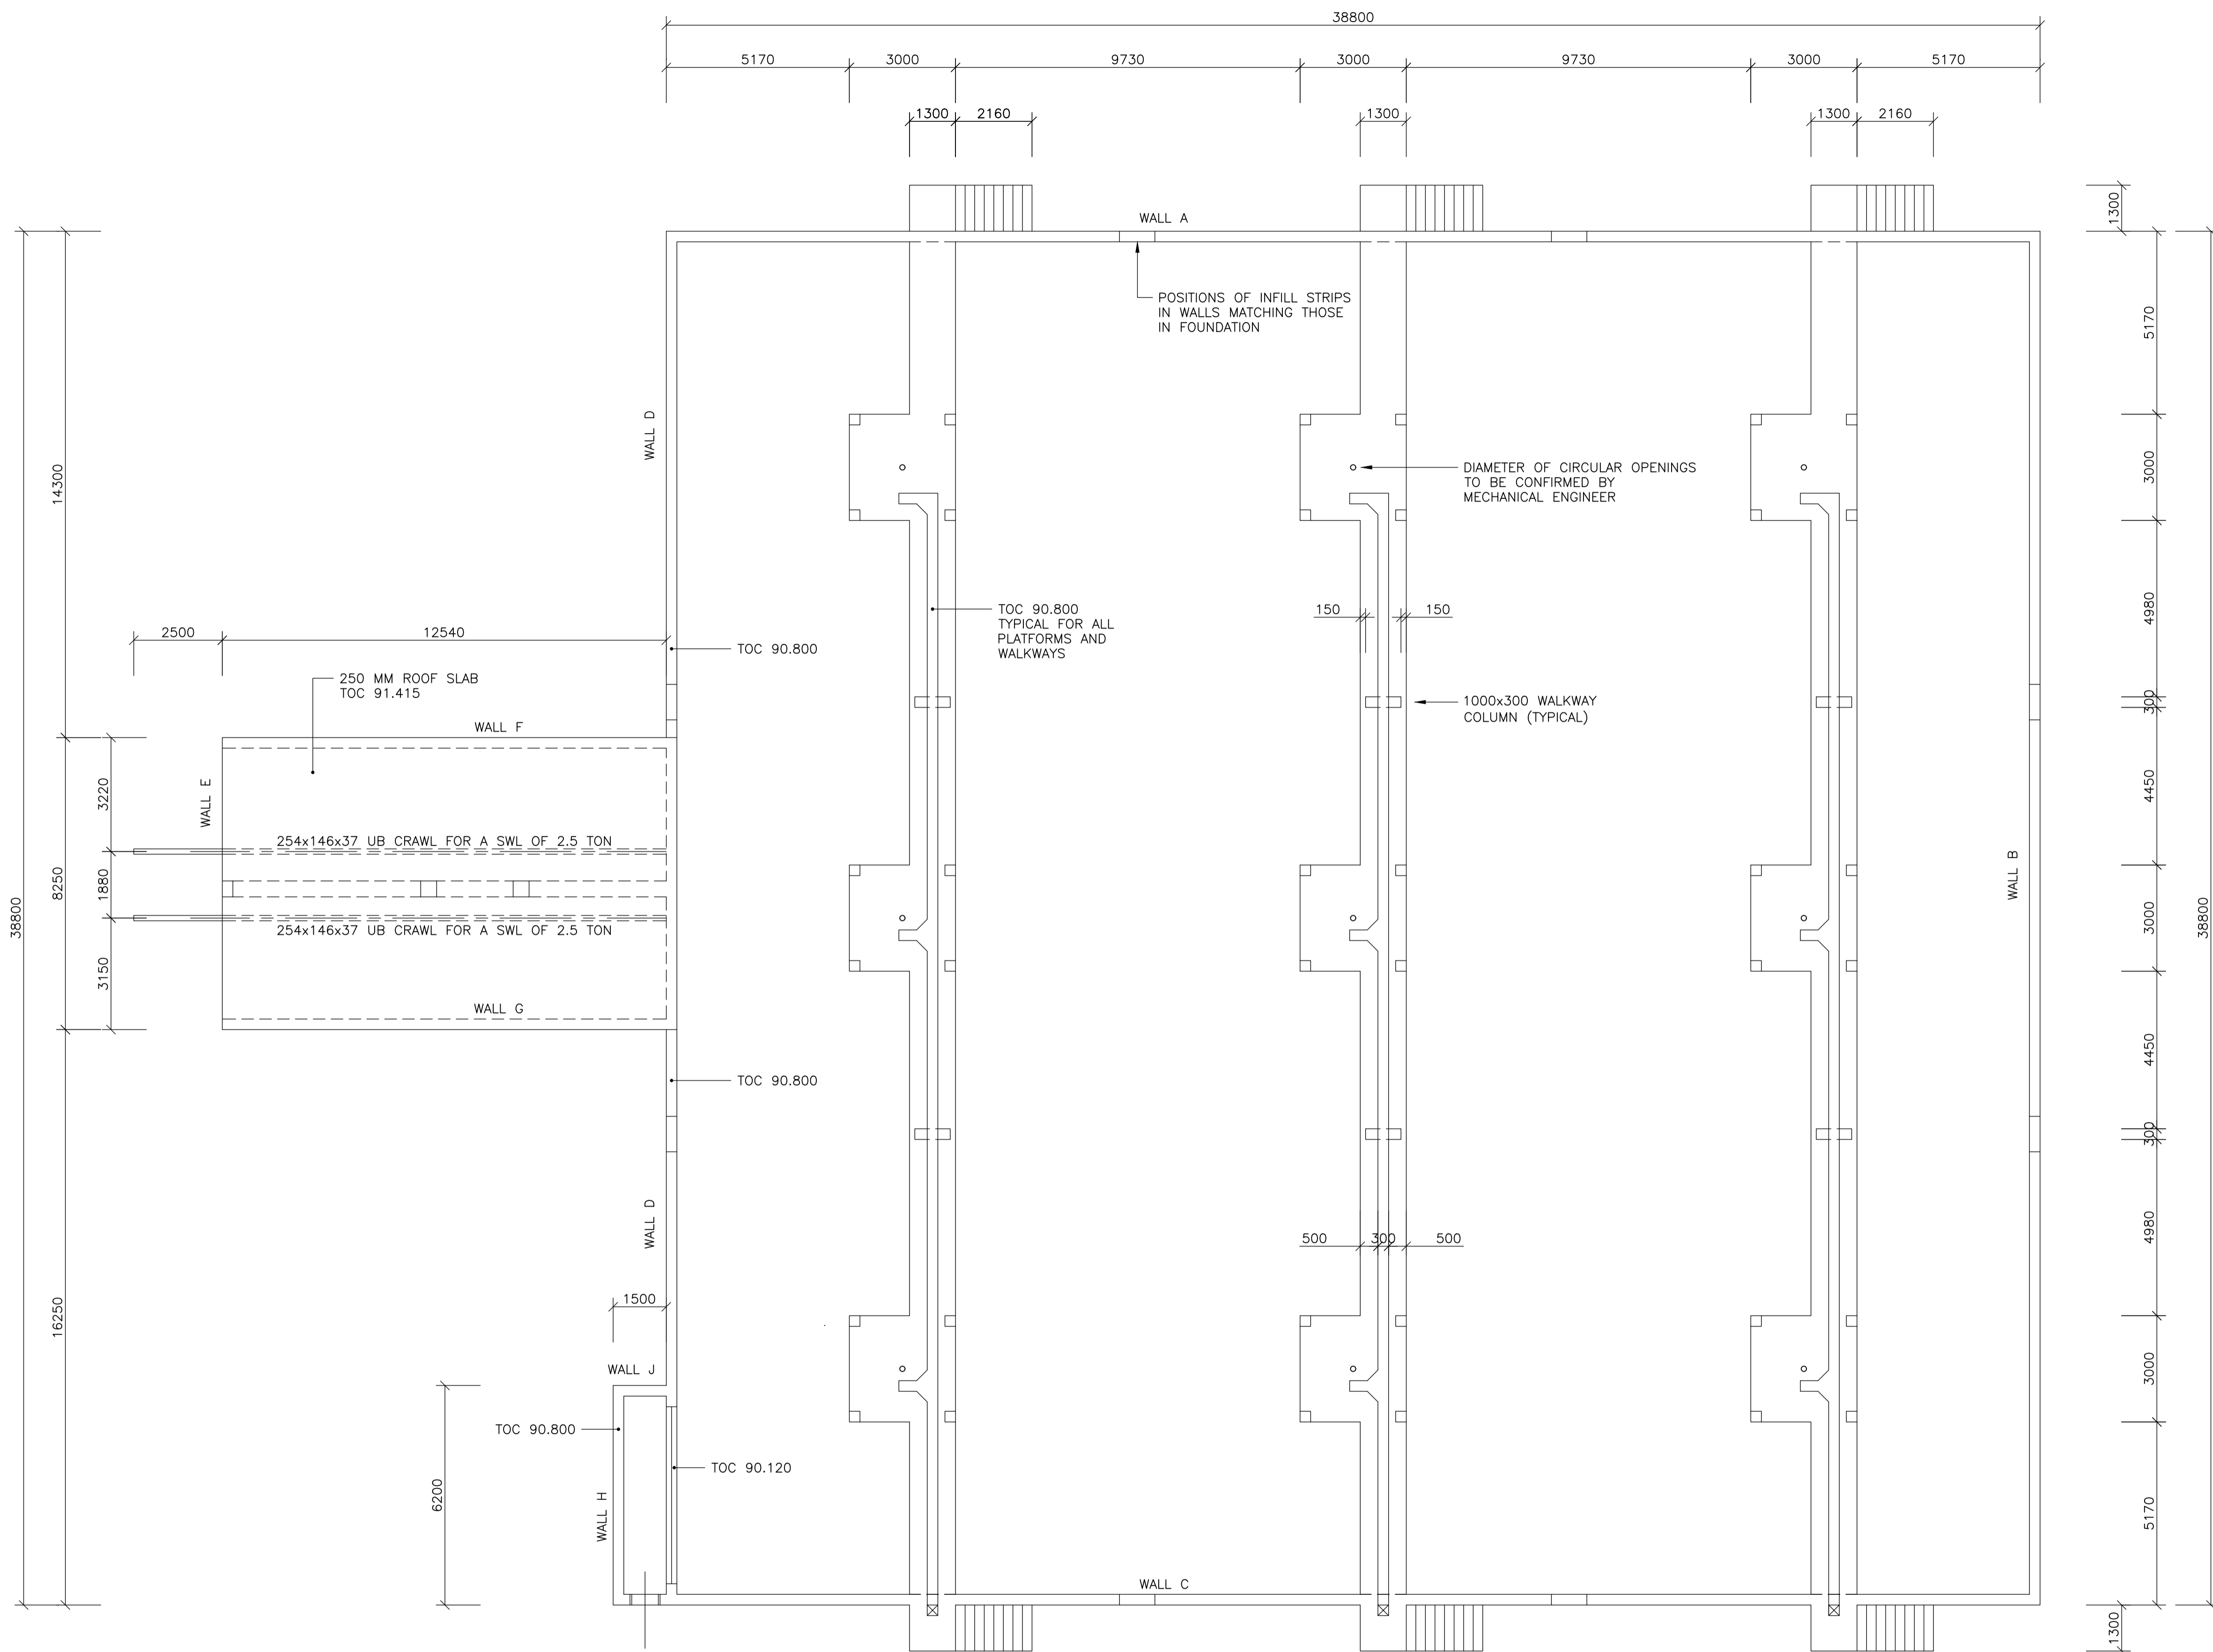 38800
5170 3000 9730 3000 9730 3000 5170
1300 2160 1300 1300 2160
1300
WALL A
POSITIONS OF INFILL STRIPS
IN WALLS MATCHING THOSE
IN FOUNDATION
5170
WALL D
14300
DIAMETER OF CIRCULAR OPENINGS
TO BE CONFIRMED BY
MECHANICAL ENGINEER
3000
TOC 90.800
TYPICAL FOR ALL
PLATFORMS AND
WALKWAYS
150 150
4980
2500 12540
TOC 90.800
250 MM ROOF SLAB
TOC 91.415
1000x300 WALKWAY
COLUMN (TYPICAL)
300
WALL F
WALL E
3220
4450
254x146x37 UB CRAWL FOR A SWL OF 2.5 TON
38800
8250
1880
WALL B
3000
38800
254x146x37 UB CRAWL FOR A SWL OF 2.5 TON
3150
WALL G
4450
TOC 90.800
300
WALL D
4980
500 300 500
16250
1500
WALL J
3000
TOC 90.800
TOC 90.120
6200
WALL H
5170
WALL C
1300